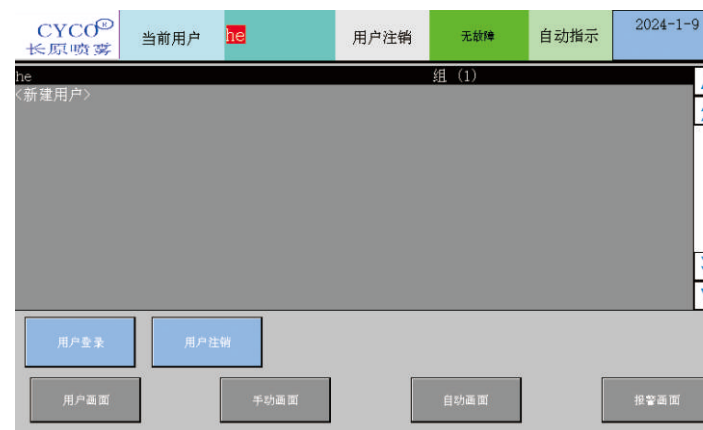 CYCO®
长原喷雾
当前用户
he
用户注销
无故障
自动指示
2024-1-9
he 组 (1)
<新建用户>
用户登录
用户注销
用户画面
手动画面
自动画面
报警画面